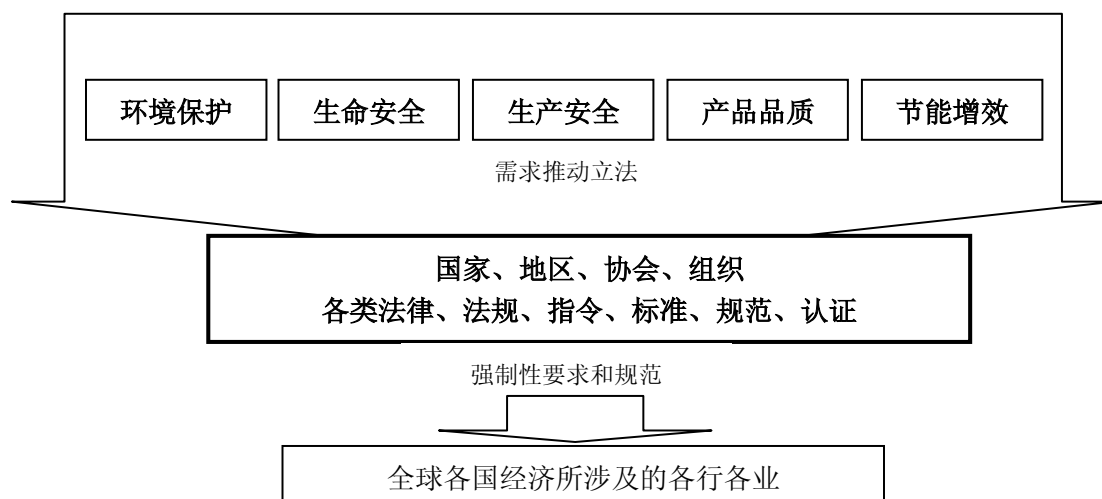 环境保护 生命安全 生产安全 产品品质 节能增效
需求推动立法
国家、地区、协会、组织
各类法律、法规、指令、标准、规范、认证
强制性要求和规范
全球各国经济所涉及的各行各业